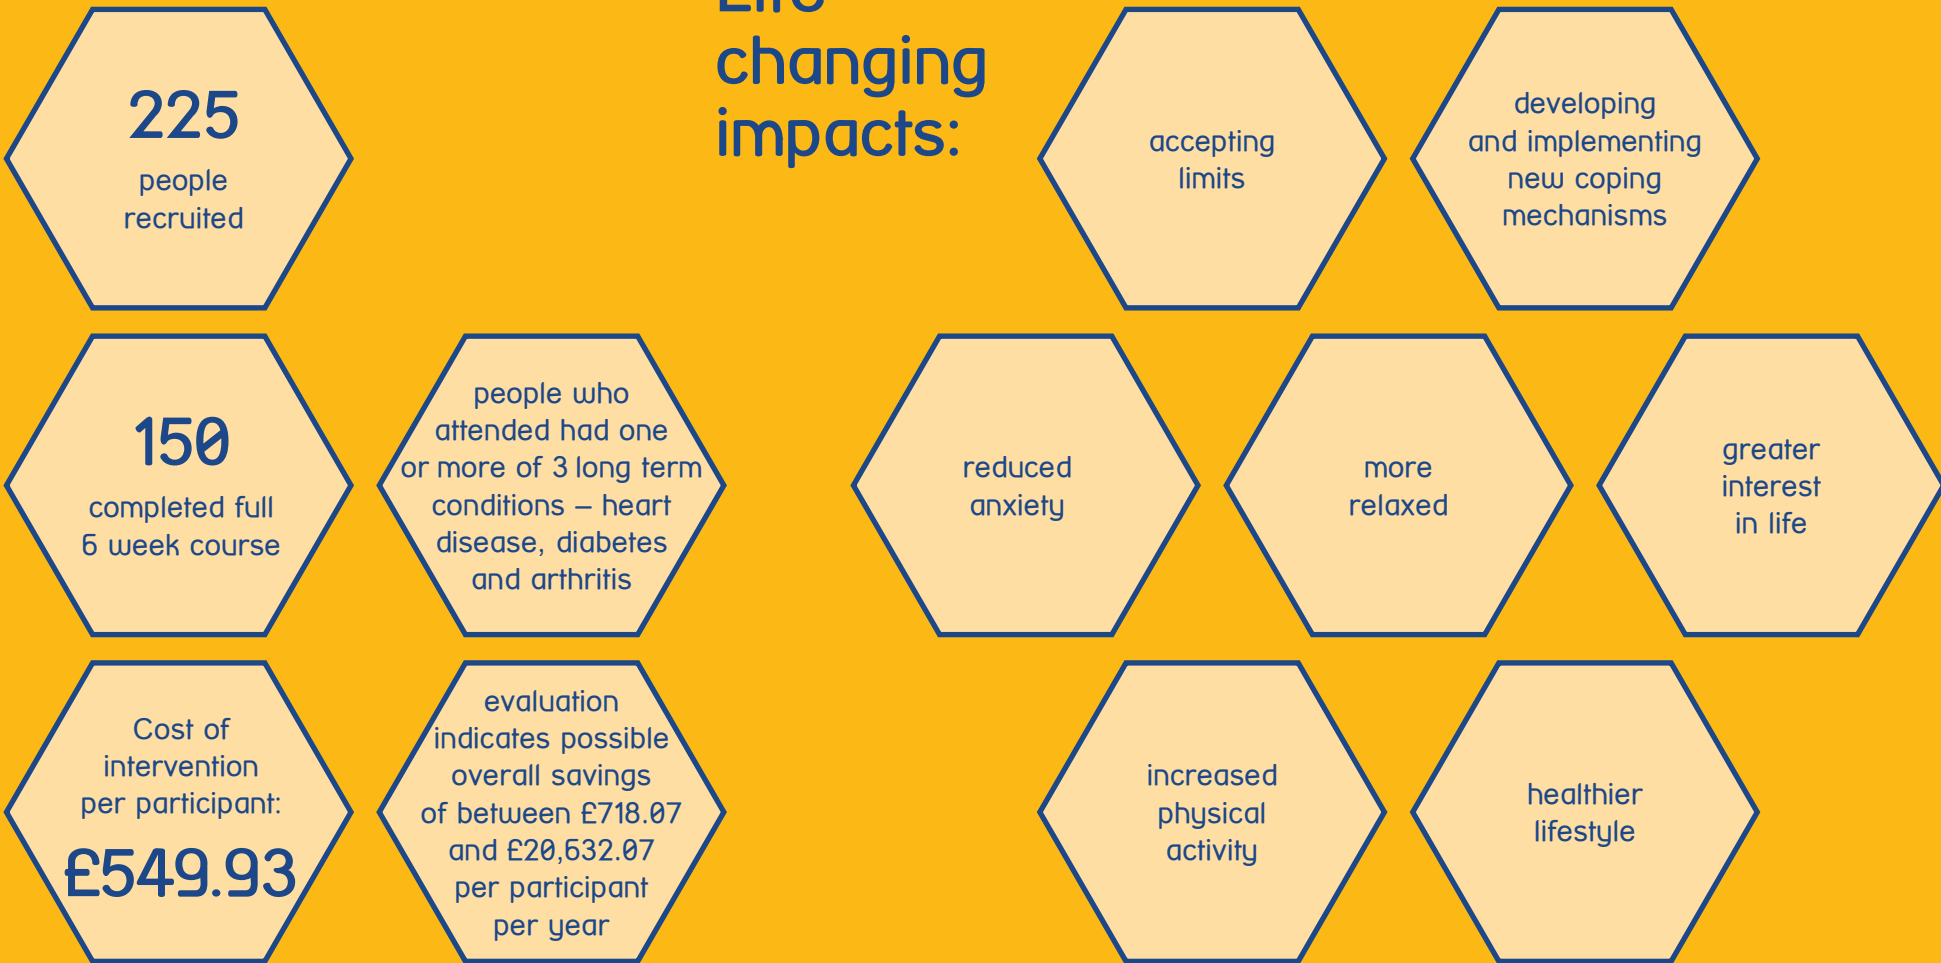 225
people
recruited
150
completed full
6 week course
people who
attended had one
or more of 3 long term
conditions – heart
disease, diabetes
and arthritis
Cost of
intervention
per participant:
£549.93
evaluation
indicates possible
overall savings
of between £718.07
and £20,632.07
per participant
per year
Life
changing
impacts:
accepting
limits
developing
and implementing
new coping
mechanisms
reduced
anxiety
more
relaxed
greater
interest
in life
increased
physical
activity
healthier
lifestyle